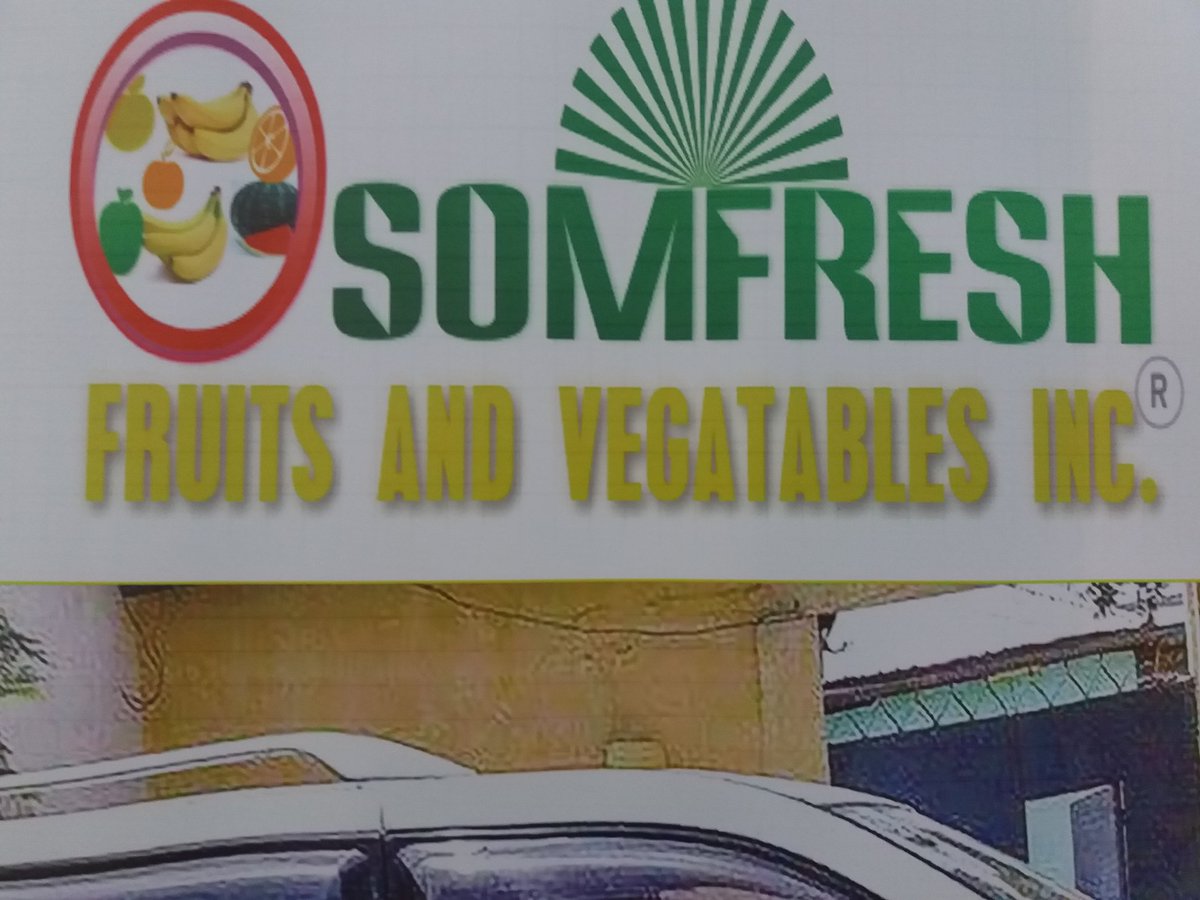 SOMFRESH
FRUITS AND VEGATABLES INC.®